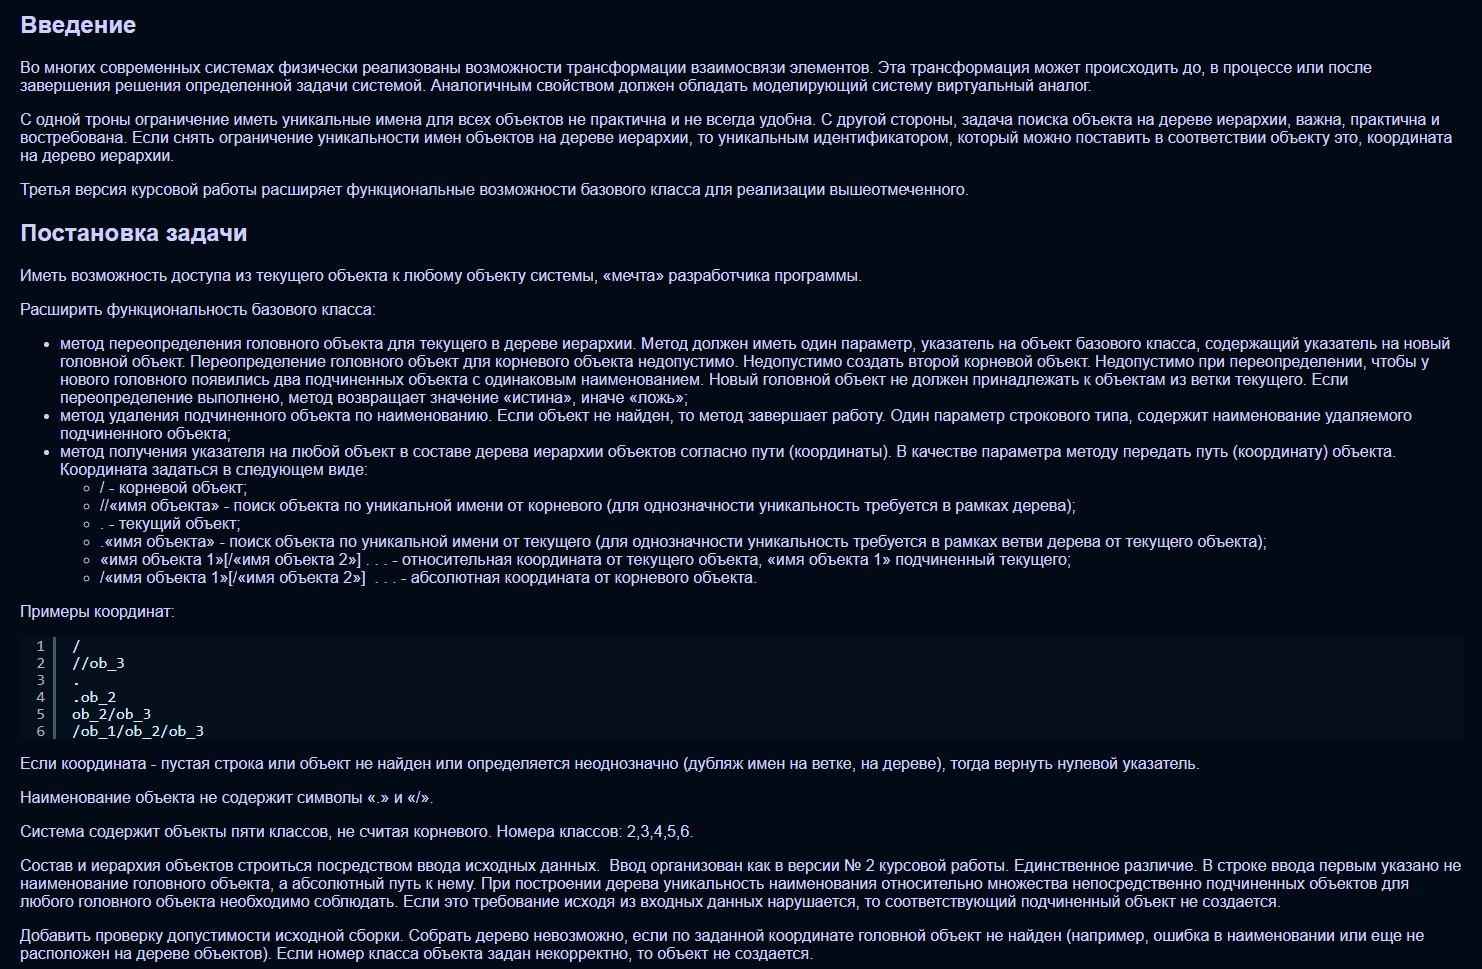 Введение
Во многих современных системах физически реализованы возможности трансформации взаимосвязи элементов. Эта трансформация может происходить до, в процессе или после
завершения решения определенной задачи системой. Аналогичным свойством должен обладать моделирующий систему виртуальный аналог.
С одной троны ограничение иметь уникальные имена для всех объектов не практична и не всегда удобна. С другой стороны, задача поиска объекта на дереве иерархии, важна, практична и
востребована. Если снять ограничение уникальности имен объектов на дереве иерархии, то уникальным идентификатором, который можно поставить в соответствии объекту это, координата
на дерево иерархии.
Третья версия курсовой работы расширяет функциональные возможности базового класса для реализации вышеотмеченного.
Постановка задачи
Иметь возможность доступа из текущего объекта к любому объекту системы, «мечта» разработчика программы.
Расширить функциональность базового класса:
• метод переопределения головного объекта для текущего в дереве иерархии. Метод должен иметь один параметр, указатель на объект базового класса, содержащий указатель на новый
головной объект. Переопределение головного объект для корневого объекта недопустимо. Недопустимо создать второй корневой объект. Недопустимо при переопределении, чтобы у
нового головного появились два подчиненных объекта с одинаковым наименованием. Новый головной объект не должен принадлежать к объектам из ветки текущего. Если
переопределение выполнено, метод возвращает значение «истина», иначе «ложь»;
• метод удаления подчиненного объекта по наименованию. Если объект не найден, то метод завершает работу. Один параметр строкового типа, содержит наименование удаляемого
подчиненного объекта;
• метод получения указателя на любой объект в составе дерева иерархии объектов согласно пути (координаты). В качестве параметра методу передать путь (координату) объекта.
Координата задаться в следующем виде:
◦ / - корневой объект;
◦ //«имя объекта» - поиск объекта по уникальной имени от корневого (для однозначности уникальность требуется в рамках дерева);
◦ . - текущий объект;
◦ .«имя объекта» - поиск объекта по уникальной имени от текущего (для однозначности уникальность требуется в рамках ветви дерева от текущего объекта);
◦ «имя объекта 1»[/«имя объекта 2»] . . . - относительная координата от текущего объекта, «имя объекта 1» подчиненный текущего;
◦ /«имя объекта 1»[/«имя объекта 2»] . . . - абсолютная координата от корневого объекта.
Примеры координат:
1 /
2 //ob_3
3 .
4 .ob_2
5 ob_2/ob_3
6 /ob_1/ob_2/ob_3
Если координата - пустая строка или объект не найден или определяется неоднозначно (дубляж имен на ветке, на дереве), тогда вернуть нулевой указатель.
Наименование объекта не содержит символы «.» и «/».
Система содержит объекты пяти классов, не считая корневого. Номера классов: 2,3,4,5,6.
Состав и иерархия объектов строиться посредством ввода исходных данных. Ввод организован как в версии № 2 курсовой работы. Единственное различие. В строке ввода первым указано не
наименование головного объекта, а абсолютный путь к нему. При построении дерева уникальность наименования относительно множества непосредственно подчиненных объектов для
любого головного объекта необходимо соблюдать. Если это требование исходя из входных данных нарушается, то соответствующий подчиненный объект не создается.
Добавить проверку допустимости исходной сборки. Собрать дерево невозможно, если по заданной координате головной объект не найден (например, ошибка в наименовании или еще не
расположен на дереве объектов). Если номер класса объекта задан некорректно, то объект не создается.